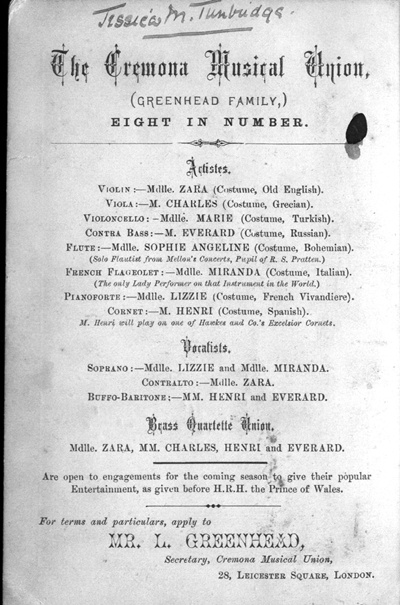 Jessica M. Tunbridge.
The Cremona Musical Union,
(GREENHEAD FAMILY,)
EIGHT IN NUMBER.
Artistes.
VIOLIN:—Mdlle. ZARA (Costume, Old English).
VIOLA:—M. CHARLES (Costume, Grecian).
VIOLONCELLO:-Mdlle. MARIE (Costume, Turkish).
CONTRA BASS:—M. EVERARD (Costume, Russian).
FLUTE:—Mdlle. SOPHIE ANGELINE (Costume, Bohemian).
(Solo Flautist from Mellon's Concerts, Pupil of R. S. Pratten.)
FRENCH FLAGEOLET:—Mdlle. MIRANDA (Costume, Italian).
(The only Lady Performer on that Instrument in the World.)
PIANOFORTE:—Mdlle. LIZZIE (Costume, French Vivandiere).
CORNET:—M. HENRI (Costume, Spanish).
M. Henri will play on one of Hawkes and Co.'s Excelsior Cornets.
Vocalists.
SOPRANO:—Mdlle. LIZZIE and Mdlle. MIRANDA.
CONTRALTO:—Mdlle. ZARA.
BUFFO-BARITONE;—MM. HENRI and EVERARD.
Brass Quartette Union.
Mdlle. ZARA, MM. CHARLES, HENRI and EVERARD.
Are open to engagements for the coming season to give their popular
Entertainment, as given before H.R.H. the Prince of Wales.
For terms and particulars, apply to
MR. L. GREENHEAD,
Secretary, Cremona Musical Union,
28, LEICESTER SQUARE, LONDON.